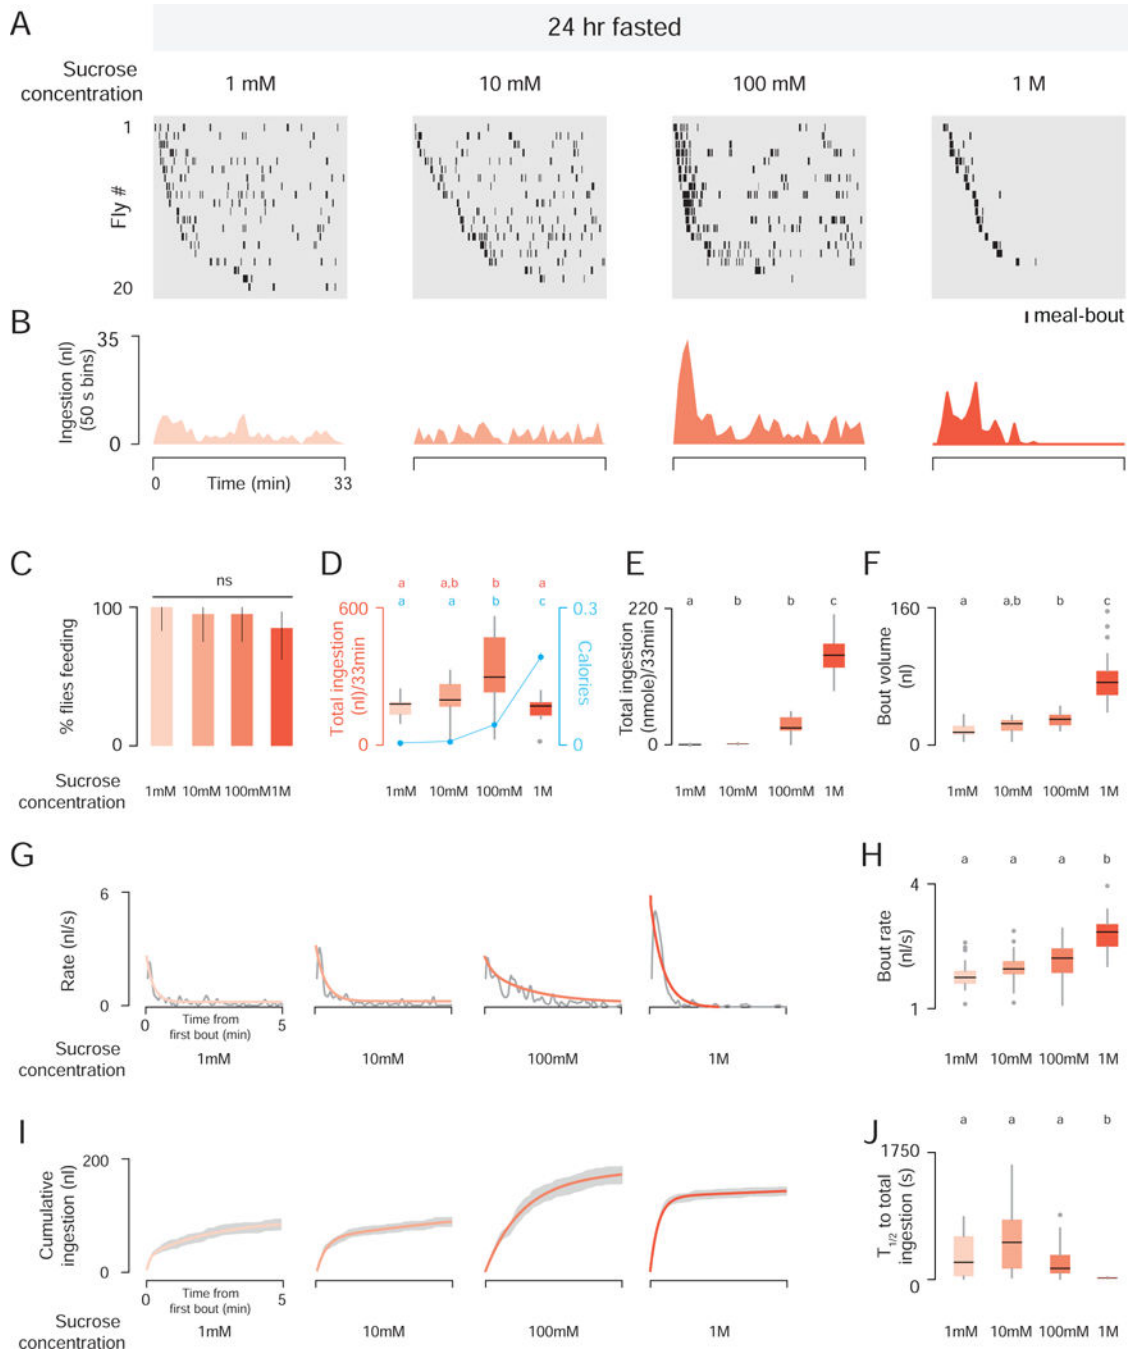 A
24 hr fasted
Sucrose
concentration
1 mM
10 mM
100 mM
1 M
1
Fly #
20
B
meal-bout
35
Ingestion (nl)
(50 s bins)
0
0
Time (min)
33
C
D
E
F
ns
a
a,b
b
a
a
a
b
c
a
b
b
c
a
a,b
b
c
100
% flies feeding
0
600
Total ingestion
(nl)/33min
0
0.3
Calories
0
220
Total ingestion
(nmole)/33min
0
160
Bout volume
(nl)
0
Sucrose
concentration
1mM
10mM
100mM
1M
1mM
10mM
100mM
1M
1mM
10mM
100mM
1M
1mM
10mM
100mM
1M
G
H
6
Rate (nl/s)
0
0
Time from
first bout (min)
5
Sucrose
concentration
1mM
10mM
100mM
1M
a
a
a
b
4
Bout rate
(nl/s)
1
1mM
10mM
100mM
1M
I
J
200
Cumulative
ingestion (nl)
0
0
Time from
first bout (min)
5
Sucrose
concentration
1mM
10mM
100mM
1M
a
a
a
b
1750
T1/2 to total
ingestion (s)
0
1mM
10mM
100mM
1M